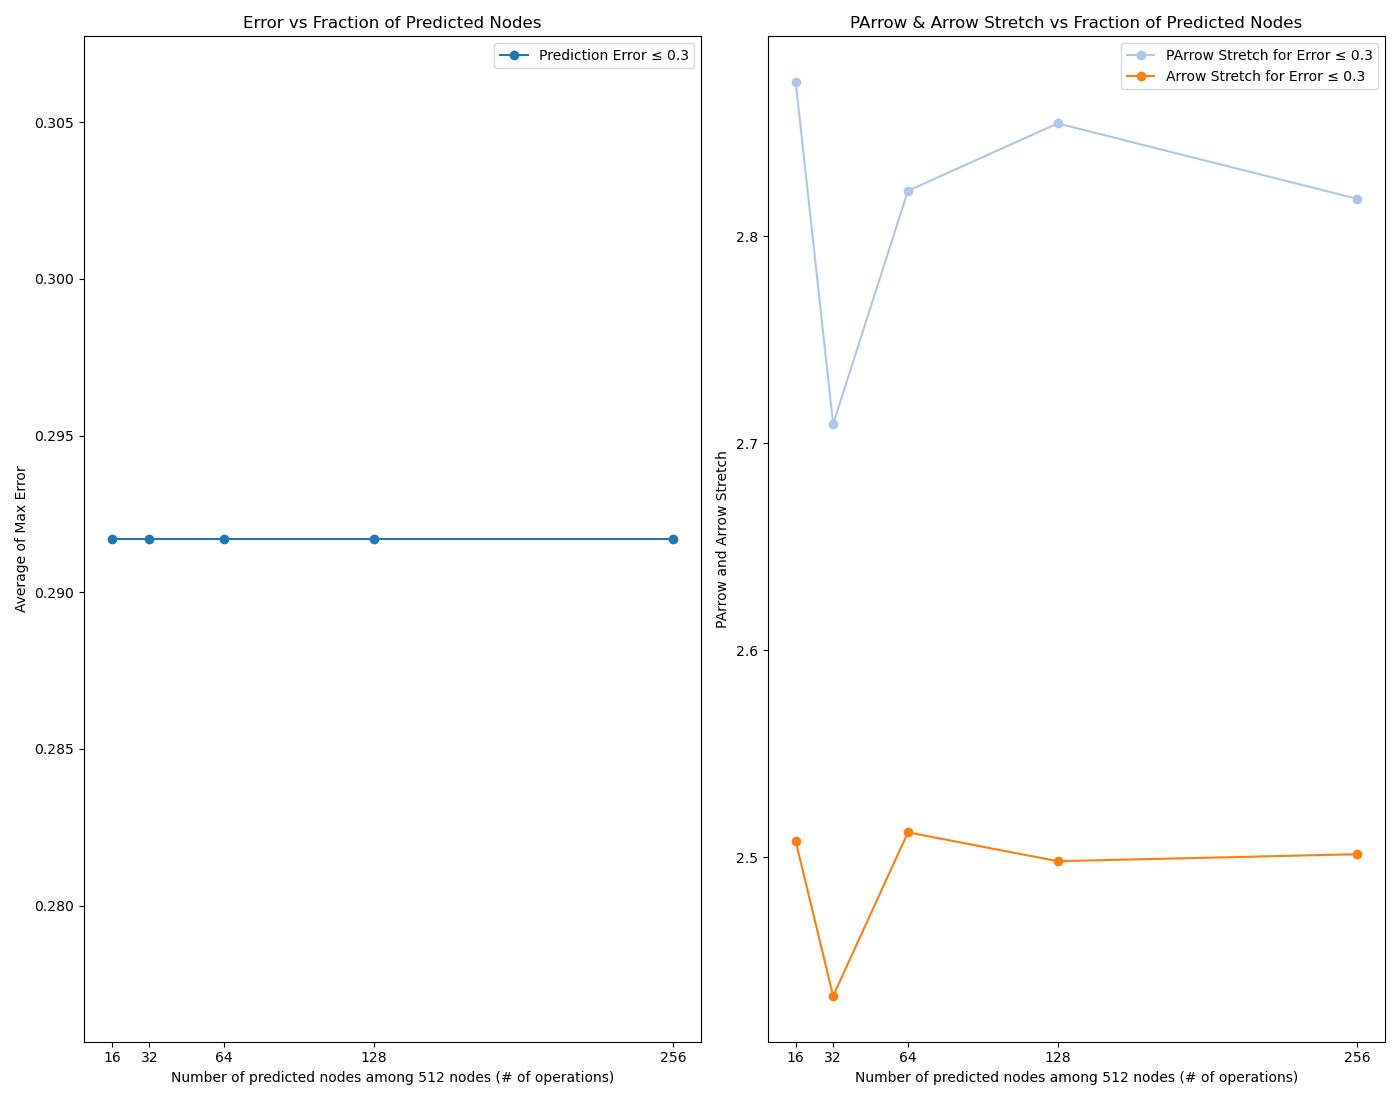 Error vs Fraction of Predicted Nodes
Prediction Error ≤ 0.3
0.305
0.300
0.295
0.290
0.285
0.280
Average of Max Error
16 32 64 128 256
Number of predicted nodes among 512 nodes (# of operations)
PArrow & Arrow Stretch vs Fraction of Predicted Nodes
PArrow Stretch for Error ≤ 0.3
Arrow Stretch for Error ≤ 0.3
2.8
2.7
2.6
2.5
PArrow and Arrow Stretch
16 32 64 128 256
Number of predicted nodes among 512 nodes (# of operations)